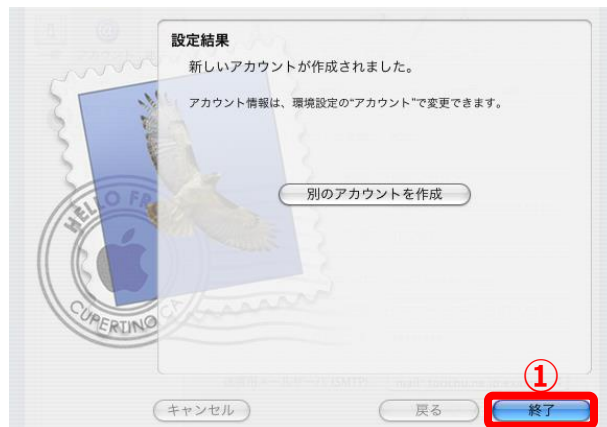 設定結果
新しいアカウントが作成されました。
アカウント情報は、環境設定の“アカウント”で変更できます。
別のアカウントを作成
HELLO FR
CUPERTINO CA
①
キャンセル
戻る
終了